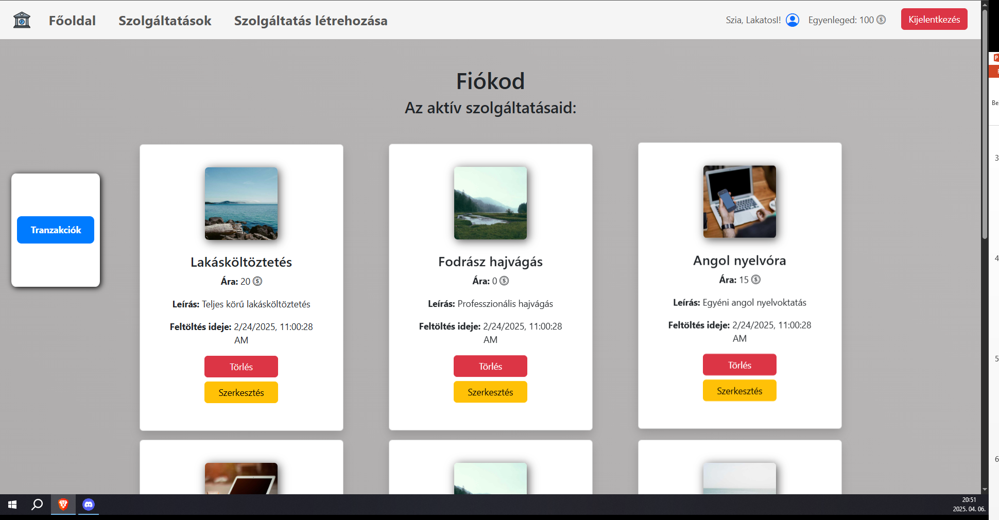 Főoldal
Szolgáltatások
Szolgáltatás létrehozása
Szia, LakatosI!
Egyenleged: 100
Kijelentkezés
Fiókod
Az aktív szolgáltatásaid:
Tranzakciók
Lakásköltöztetés
Ára: 20
Leírás: Teljes körű lakásköltöztetés
Feltöltés ideje: 2/24/2025, 11:00:28
AM
Törlés
Szerkesztés
Fodrász hajvágás
Ára: 0
Leírás: Professzionális hajvágás
Feltöltés ideje: 2/24/2025, 11:00:28
AM
Törlés
Szerkesztés
Angol nyelvóra
Ára: 15
Leírás: Egyéni angol nyelvoktatás
Feltöltés ideje: 2/24/2025, 11:00:28
AM
Törlés
Szerkesztés
Be
3
4
5
6
20:51
2025. 04. 06.